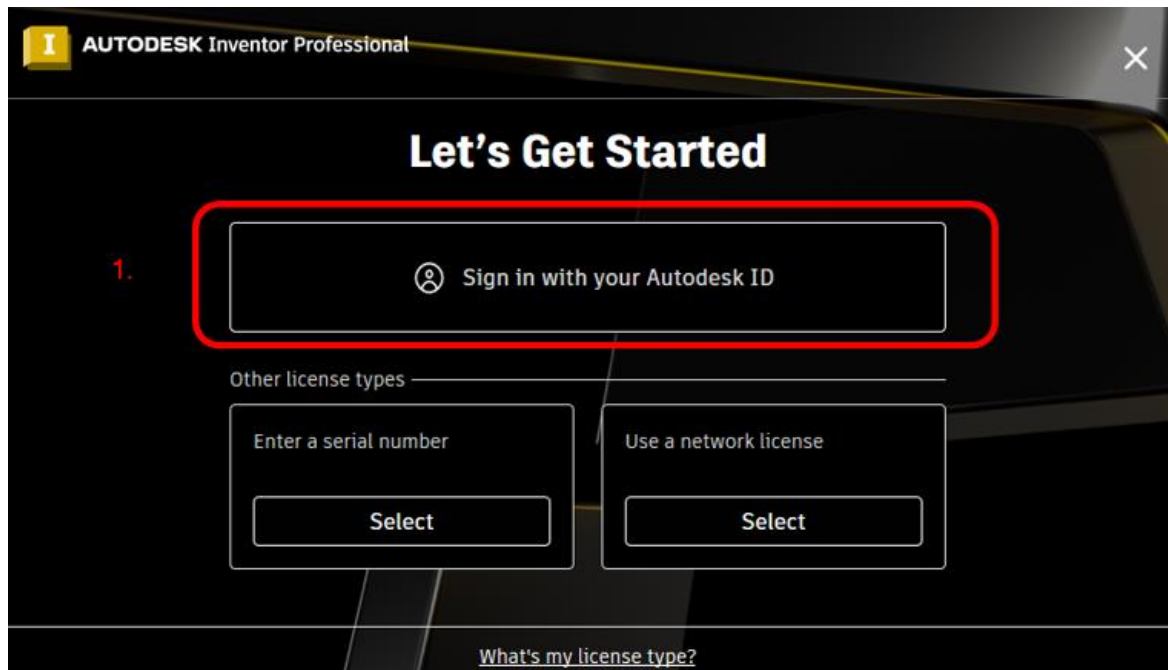 I AUTODESK Inventor Professional
Let's Get Started
1.
Sign in with your Autodesk ID
Other license types
Enter a serial number
Use a network license
Select
Select
What's my license type?